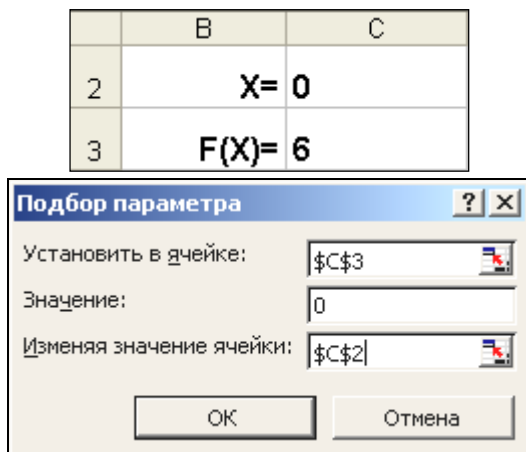 B C
2 X= 0
3 F(X)= 6
Подбор параметра
Установить в ячейке: $C$3
Значение: 0
Изменяя значение ячейки: $C$2
ОК Отмена